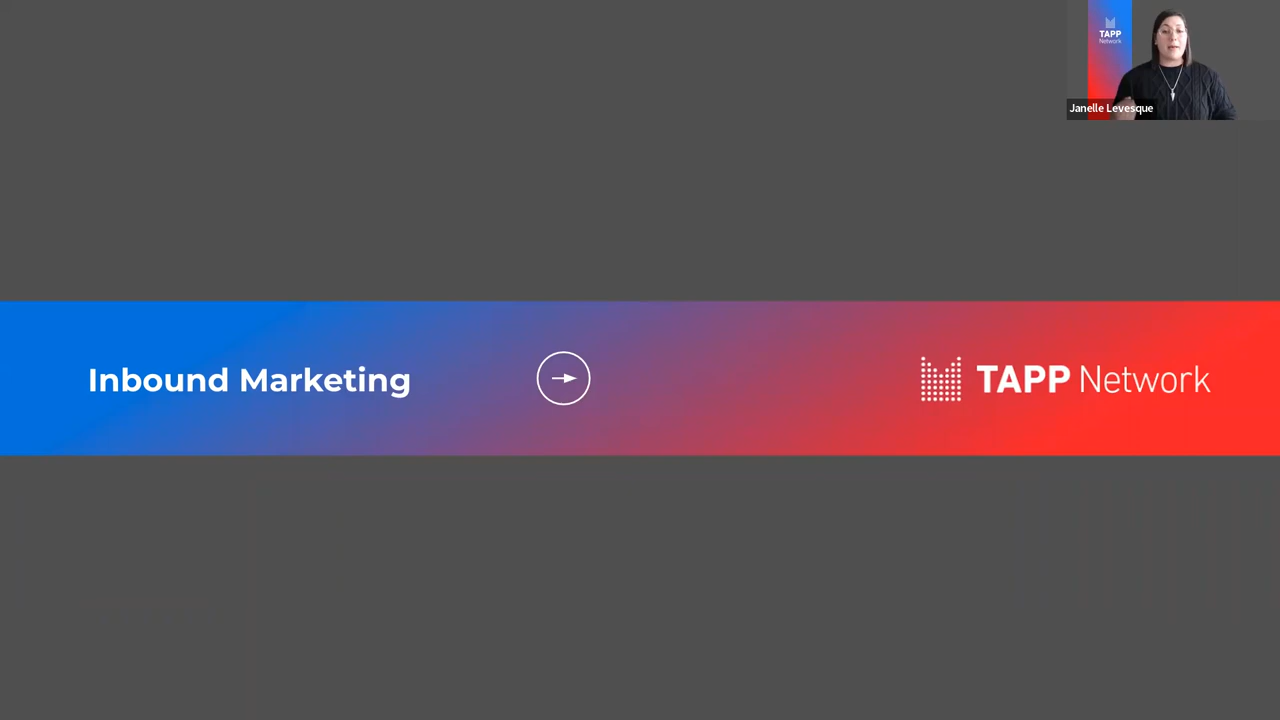 TAPP
Network
Janelle Levesque
Inbound Marketing
TAPP Network